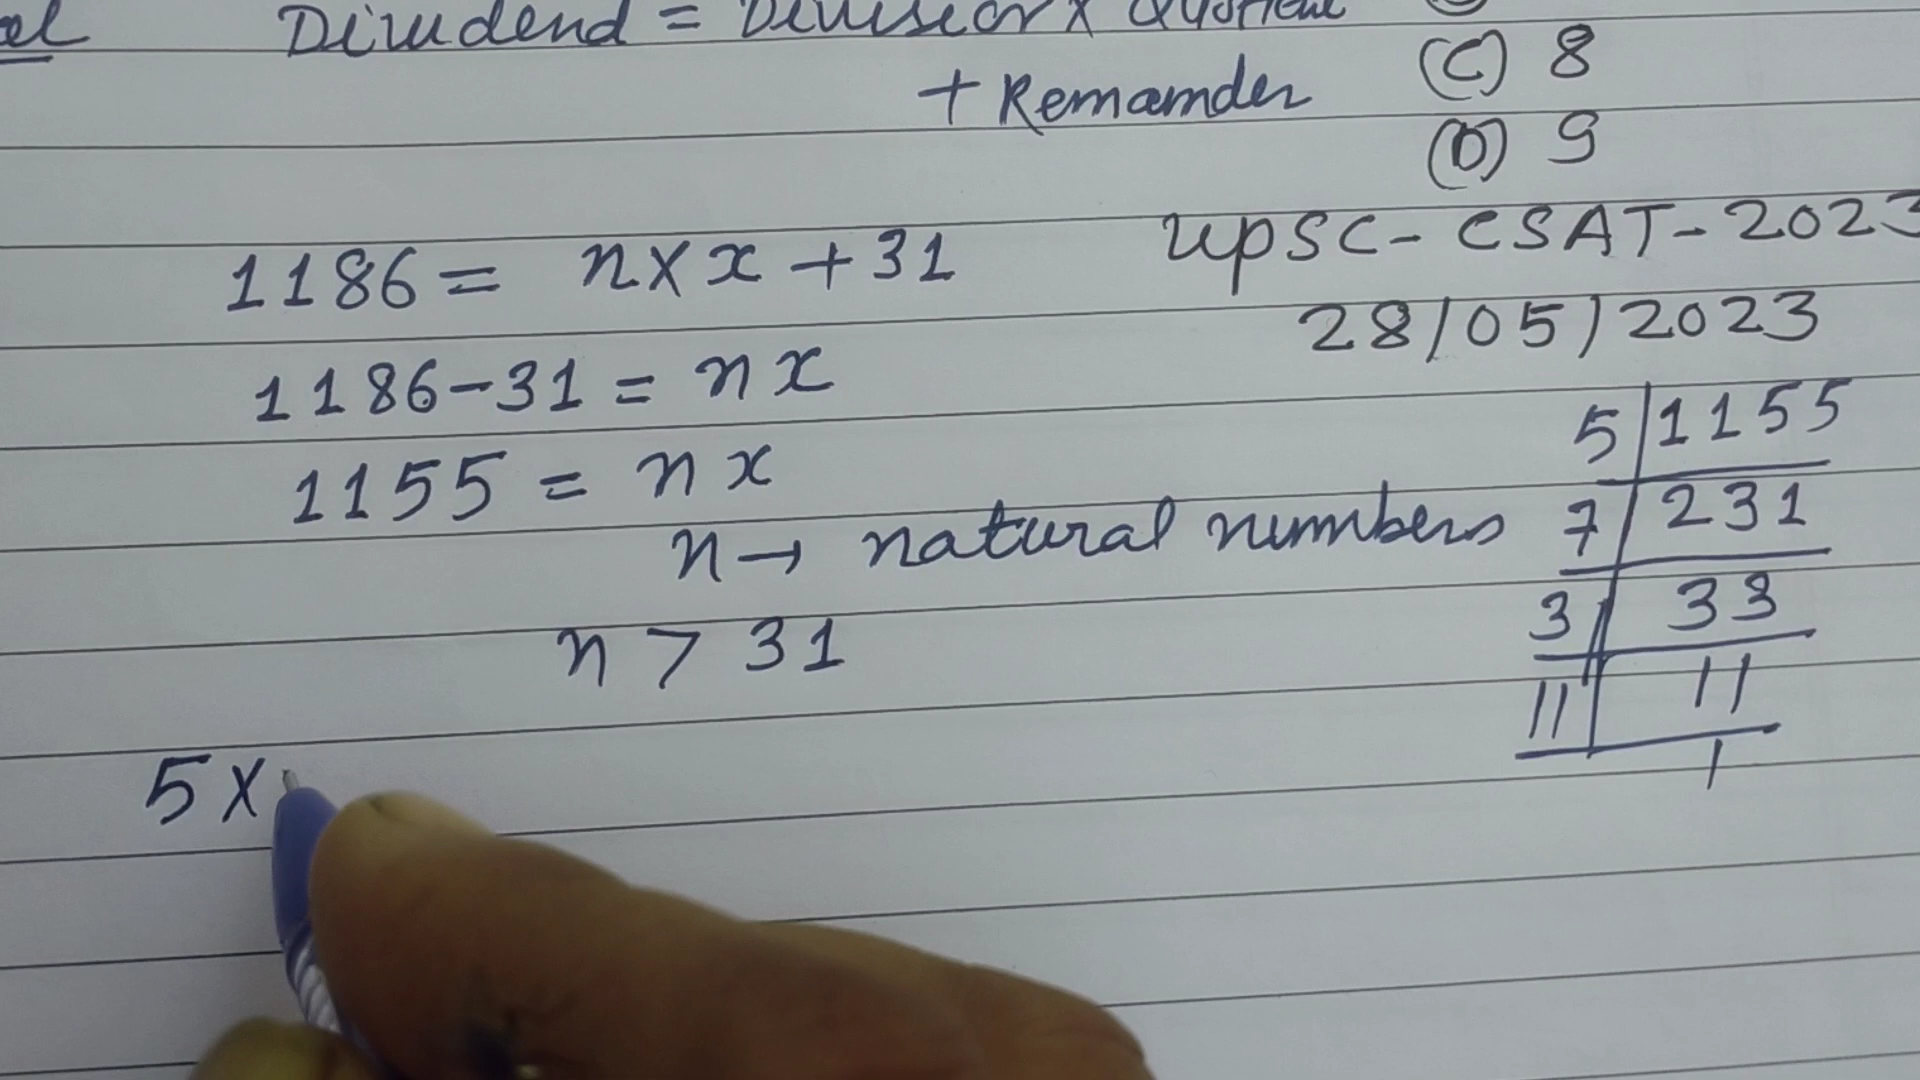 Dividend = Division x Quotient
+ Remainder
(C) 8
(D) 9
1186 = n x x + 31
UPSC - CSAT - 2023
28/05/2023
1186 - 31 = nx
1155 = nx
n → natural numbers
n > 31
5 x
5 | 1155
7 | 231
3 | 33
11 | 11
1